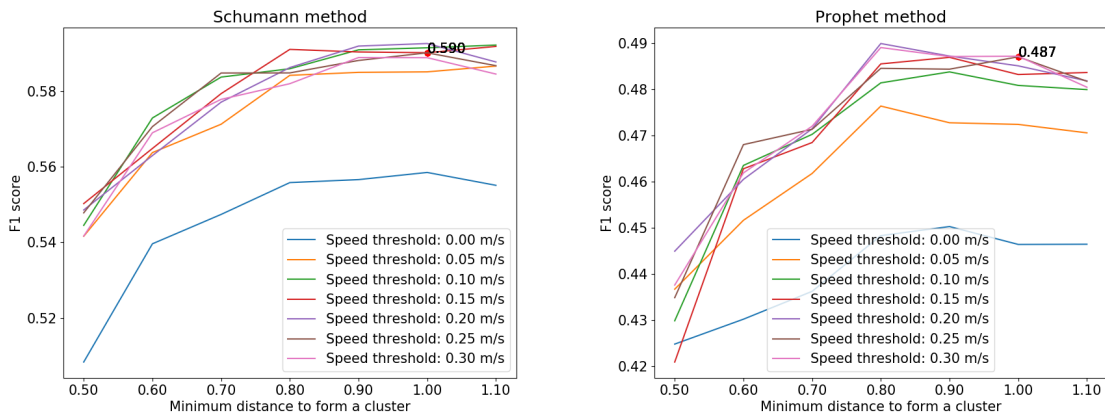 Schumann method
F1 score
0.58
0.56
0.54
0.52
0.590
0.590
Speed threshold: 0.00 m/s
Speed threshold: 0.05 m/s
Speed threshold: 0.10 m/s
Speed threshold: 0.15 m/s
Speed threshold: 0.20 m/s
Speed threshold: 0.25 m/s
Speed threshold: 0.30 m/s
0.50 0.60 0.70 0.80 0.90 1.00 1.10
Minimum distance to form a cluster
Prophet method
F1 score
0.49
0.48
0.47
0.46
0.45
0.44
0.43
0.42
0.487
Speed threshold: 0.00 m/s
Speed threshold: 0.05 m/s
Speed threshold: 0.10 m/s
Speed threshold: 0.15 m/s
Speed threshold: 0.20 m/s
Speed threshold: 0.25 m/s
Speed threshold: 0.30 m/s
0.50 0.60 0.70 0.80 0.90 1.00 1.10
Minimum distance to form a cluster